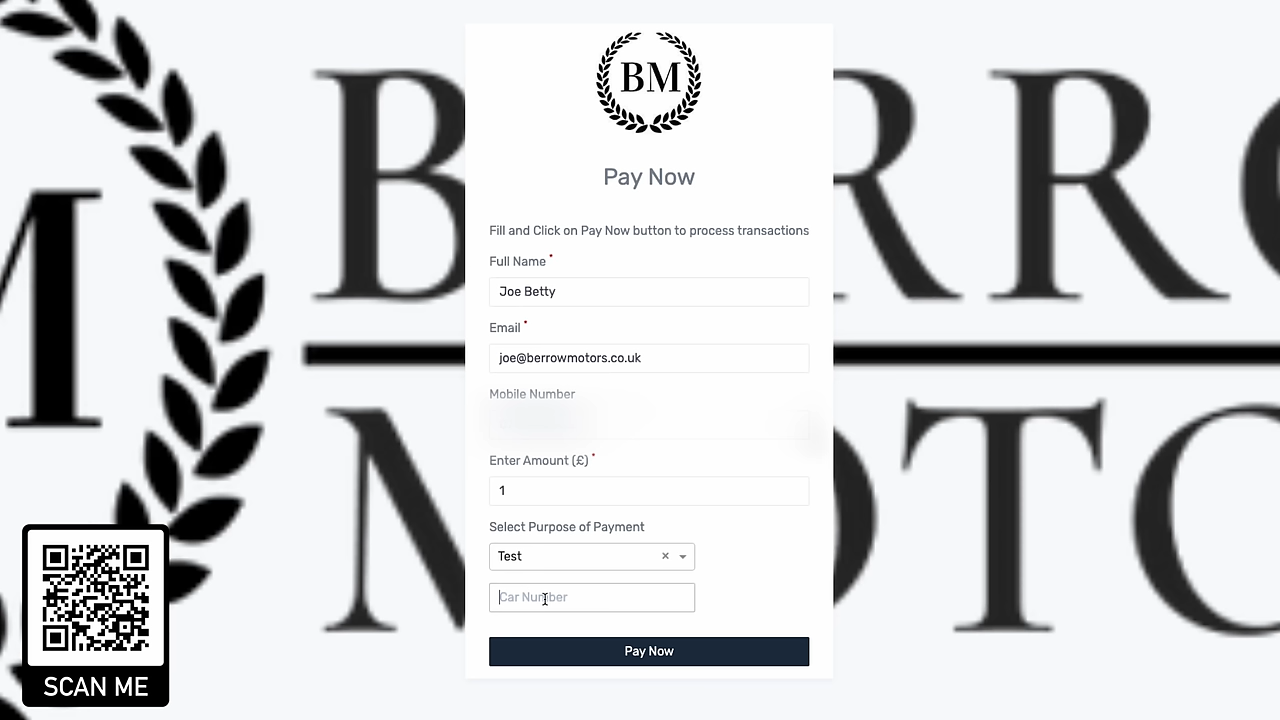 BM
Pay Now
Fill and Click on Pay Now button to process transactions
Full Name *
Joe Betty
Email *
joe@berrowmotors.co.uk
Mobile Number
Enter Amount (£) *
1
Select Purpose of Payment
Test
Car Number
Pay Now
SCAN ME